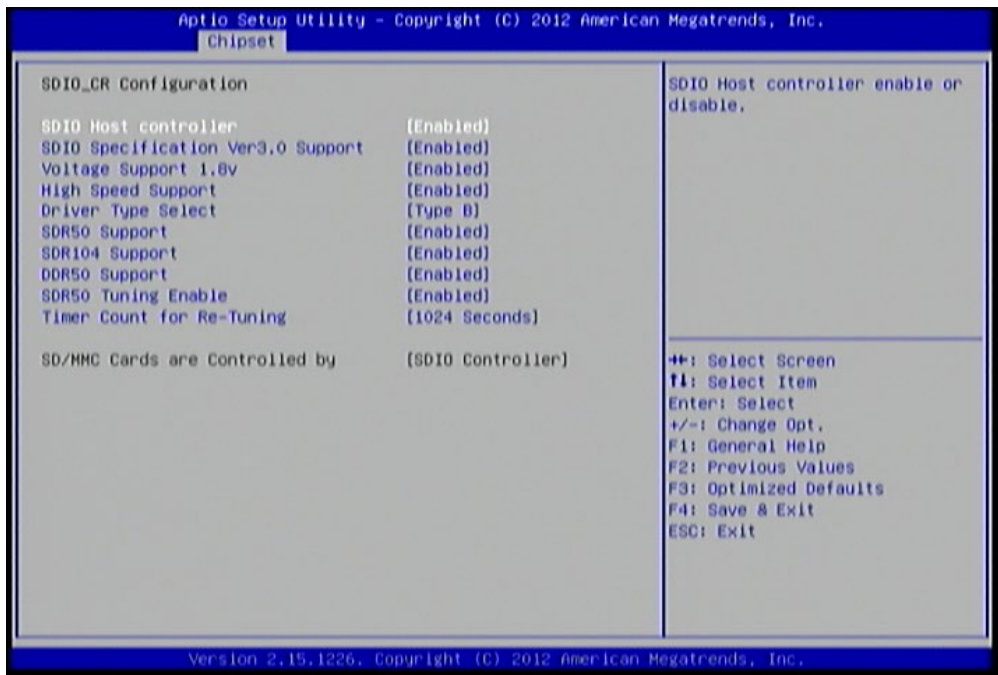 Aptio Setup Utility - Copyright (C) 2012 American Megatrends, Inc.
Chipset
SDIO_CR Configuration
SDIO Host controller [Enabled]
SDIO Specification Ver3.0 Support [Enabled]
Voltage Support 1.8v [Enabled]
High Speed Support [Enabled]
Driver Type Select [Type B]
SDR50 Support [Enabled]
SDR104 Support [Enabled]
DDR50 Support [Enabled]
SDR50 Tuning Enable [Enabled]
Timer Count for Re-Tuning [1024 Seconds]
SD/MMC Cards are Controlled by [SDIO Controller]
SDIO Host controller enable or
disable.
→←: Select Screen
↑↓: Select Item
Enter: Select
+/-: Change Opt.
F1: General Help
F2: Previous Values
F3: Optimized Defaults
F4: Save & Exit
ESC: Exit
Version 2.15.1226. Copyright (C) 2012 American Megatrends, Inc.